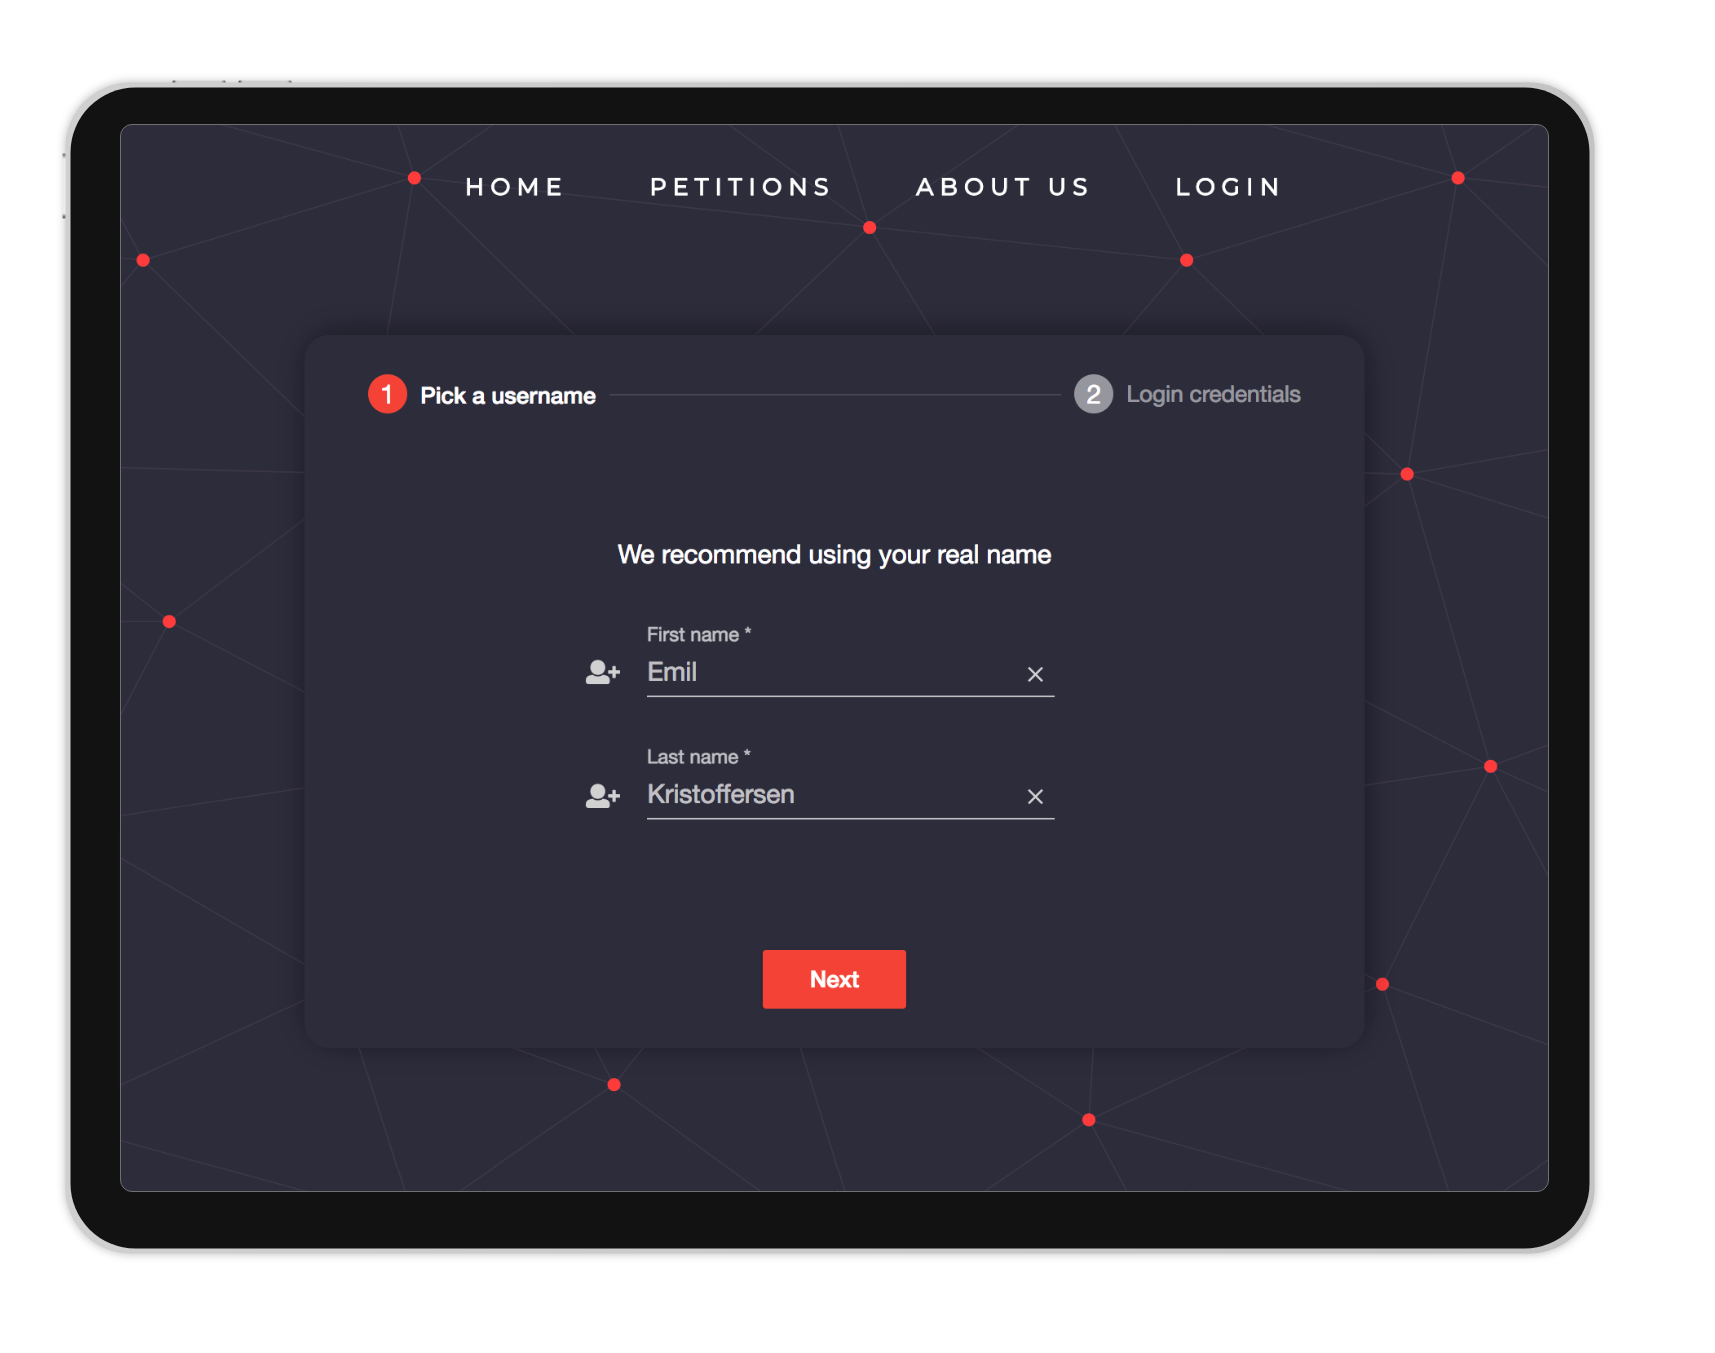 HOME PETITIONS ABOUT US LOGIN
1 Pick a username 2 Login credentials
We recommend using your real name
First name *
Emil
Last name *
Kristoffersen
Next